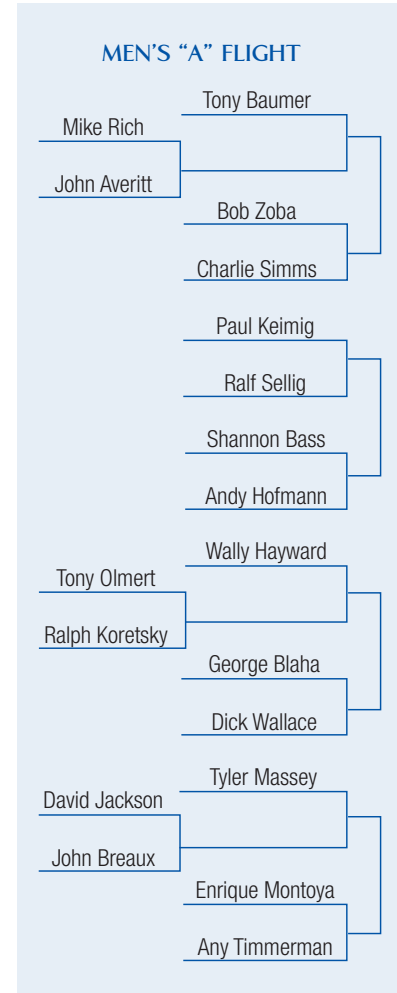 MEN'S “A” FLIGHT
Tony Baumer
Mike Rich
John Averitt
Bob Zoba
Charlie Simms
Paul Keimig
Ralf Sellig
Shannon Bass
Andy Hofmann
Wally Hayward
Tony Olmert
Ralph Koretsky
George Blaha
Dick Wallace
Tyler Massey
David Jackson
John Breaux
Enrique Montoya
Any Timmerman